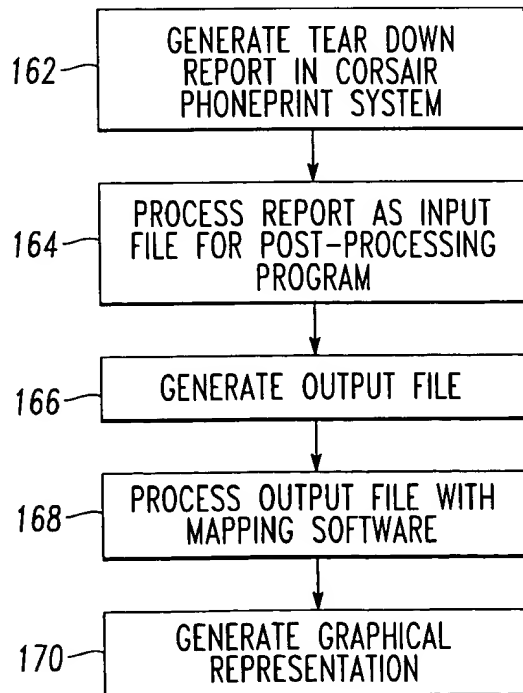 162
GENERATE TEAR DOWN
REPORT IN CORSAIR
PHONEPRINT SYSTEM
164
PROCESS REPORT AS INPUT
FILE FOR POST-PROCESSING
PROGRAM
166
GENERATE OUTPUT FILE
168
PROCESS OUTPUT FILE WITH
MAPPING SOFTWARE
170
GENERATE GRAPHICAL
REPRESENTATION